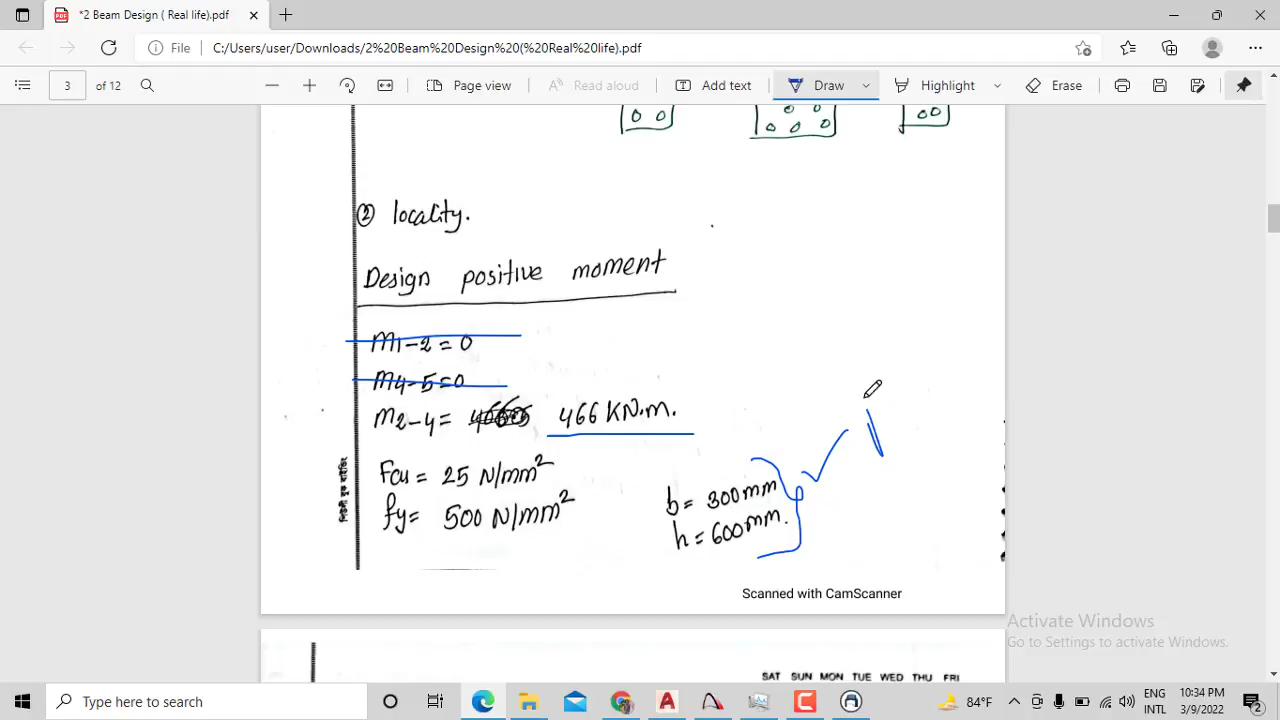 *2 Beam Design ( Real life).pdf
File C:/Users/user/Downloads/2%20Beam%20Design%20(%20Real%20life).pdf
3 of 12 Page view Read aloud Add text Draw Highlight Erase
② locality.
Design positive moment
M1-2 = 0
M4-5=0
M2-4= 466 KN.m.
Fcu = 25 N/mm²
b = 300mm
fy = 500 N/mm²
h = 600mm.
Scanned with CamScanner
Activate Windows
Go to Settings to activate Windows.
SAT SUN MON TUE WED THU FRI
Type here to search
84°F ENG 10:34 PM
INTL 3/9/2022